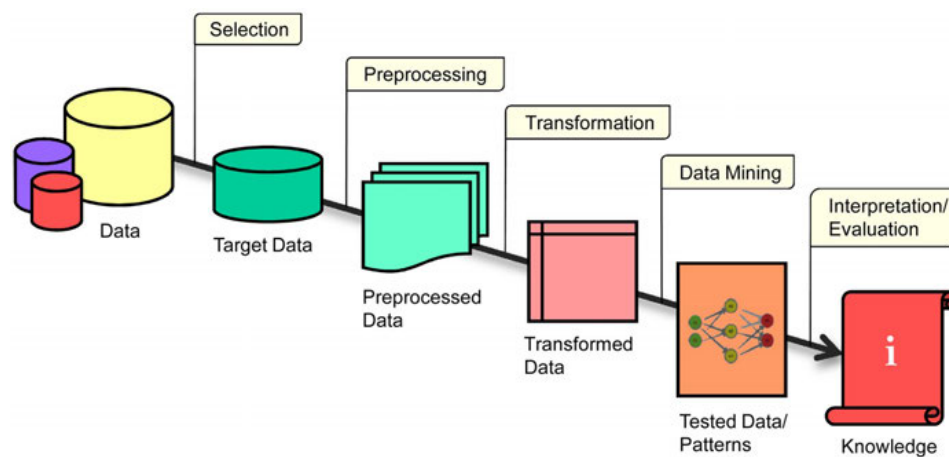 Selection
Preprocessing
Transformation
Data Mining
Interpretation/
Evaluation
Data
Target Data
Preprocessed
Data
Transformed
Data
Tested Data/
Patterns
i
Knowledge